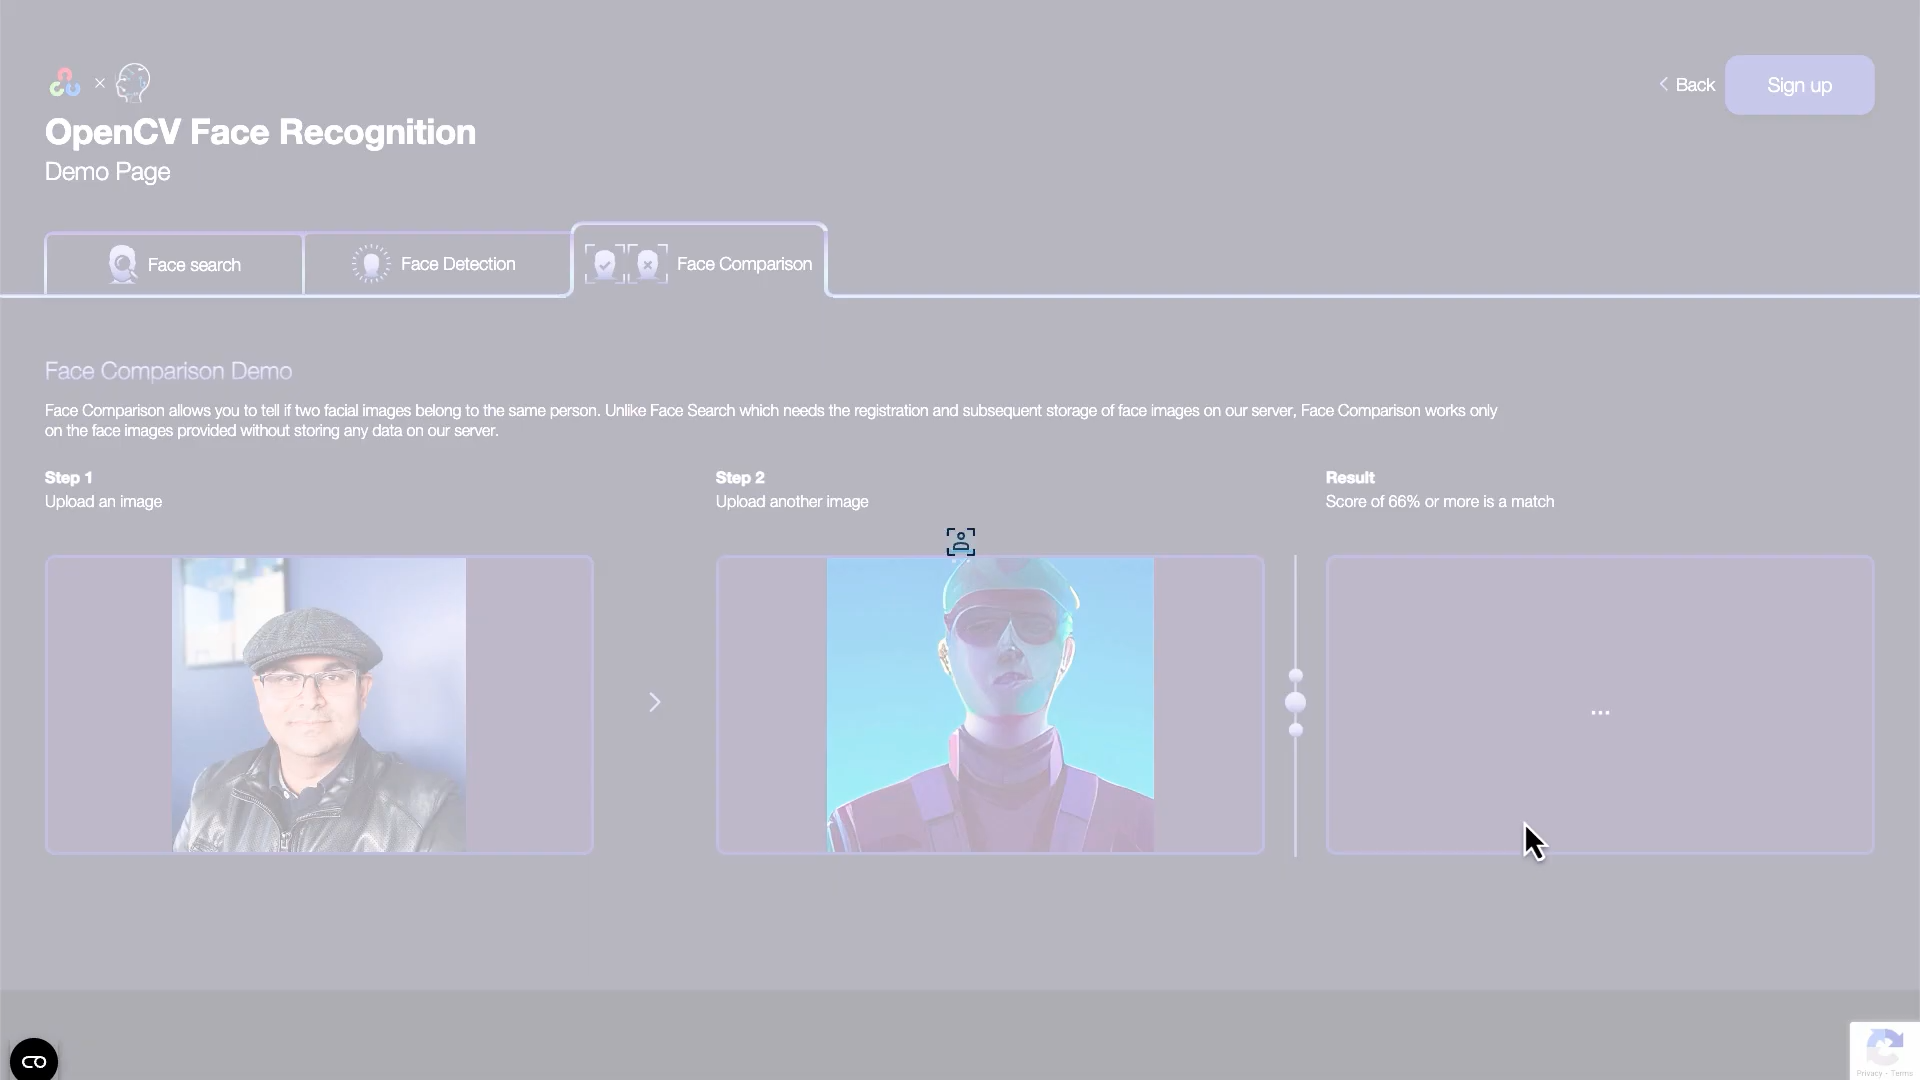 ×
Back
Sign up
OpenCV Face Recognition
Demo Page
Face search
Face Detection
Face Comparison
Face Comparison Demo
Face Comparison allows you to tell if two facial images belong to the same person. Unlike Face Search which needs the registration and subsequent storage of face images on our server, Face Comparison works only
on the face images provided without storing any data on our server.
Step 1
Upload an image
Step 2
Upload another image
Result
Score of 66% or more is a match
...
Privacy - Terms